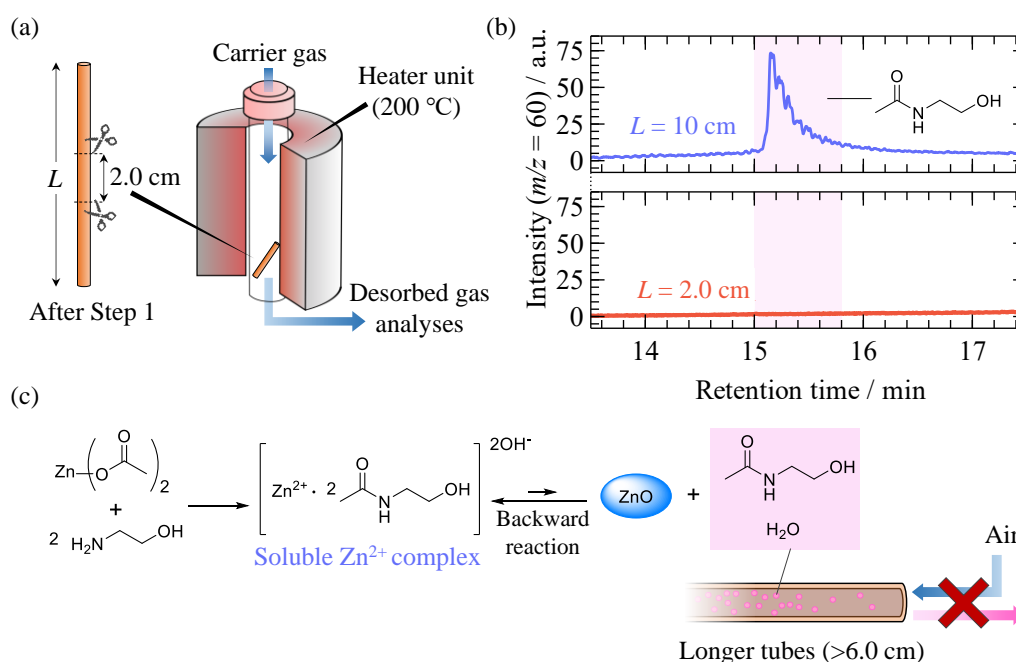 (a)
Carrier gas
Heater unit
(200 ℃)
L
2.0 cm
After Step 1
Desorbed gas
analyses
(b)
Intensity (m/z = 60) / a.u.
75
50
25
0
L = 10 cm
O
N
H
OH
75
50
25
0
L = 2.0 cm
14
15
16
17
Retention time / min
(c)
Zn
O
O
2
+
2 H2N
OH
Zn2+ · 2
O
N
H
OH
2OH-
Soluble Zn2+ complex
Backward
reaction
ZnO
+
O
N
H
OH
H2O
Air
Longer tubes (>6.0 cm)